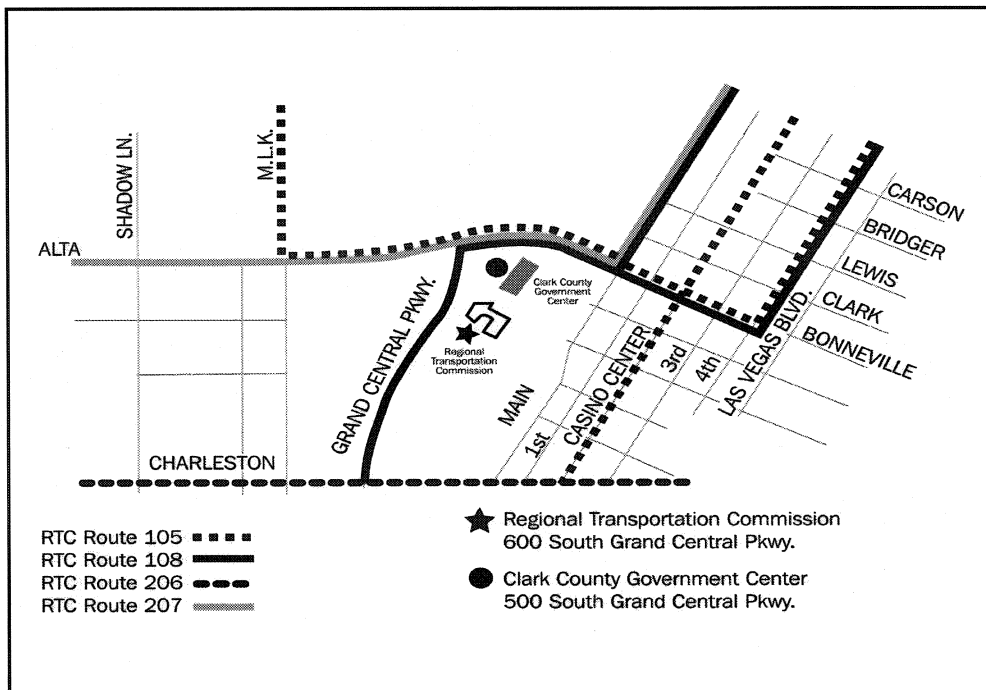 SHADOW LN.
M.L.K.
ALTA
CARSON
BRIDGER
LEWIS
CLARK
BONNEVILLE
LAS VEGAS BLVD.
Clark County
Government
Center
GRAND CENTRAL PKWY.
Regional
Transportation
Commission
MAIN
1st
CASINO CENTER
3rd
4th
CHARLESTON
RTC Route 105
RTC Route 108
RTC Route 206
RTC Route 207
Regional Transportation Commission
600 South Grand Central Pkwy.
Clark County Government Center
500 South Grand Central Pkwy.